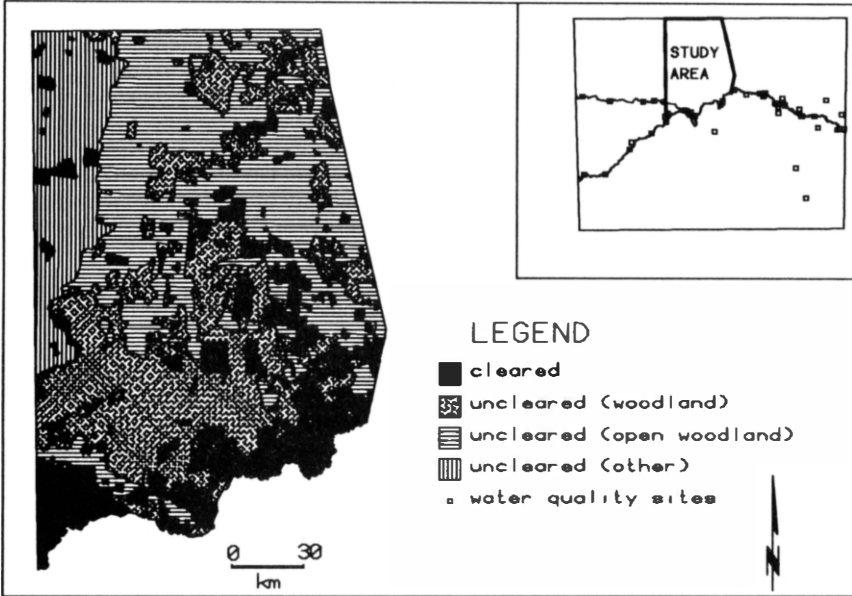 STUDY
AREA
LEGEND
cleared
uncleared (woodland)
uncleared (open woodland)
uncleared (other)
water quality sites
0 30
km
N